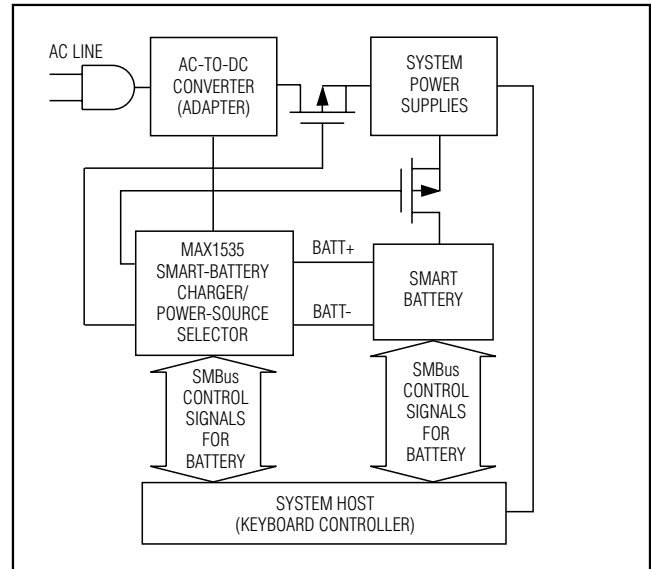 AC LINE
AC-TO-DC
CONVERTER
(ADAPTER)
SYSTEM
POWER
SUPPLIES
MAX1535
SMART-BATTERY
CHARGER/
POWER-SOURCE
SELECTOR
BATT+
BATT-
SMART
BATTERY
SMBus
CONTROL
SIGNALS
FOR
BATTERY
SMBus
CONTROL
SIGNALS
FOR
BATTERY
SYSTEM HOST
(KEYBOARD CONTROLLER)